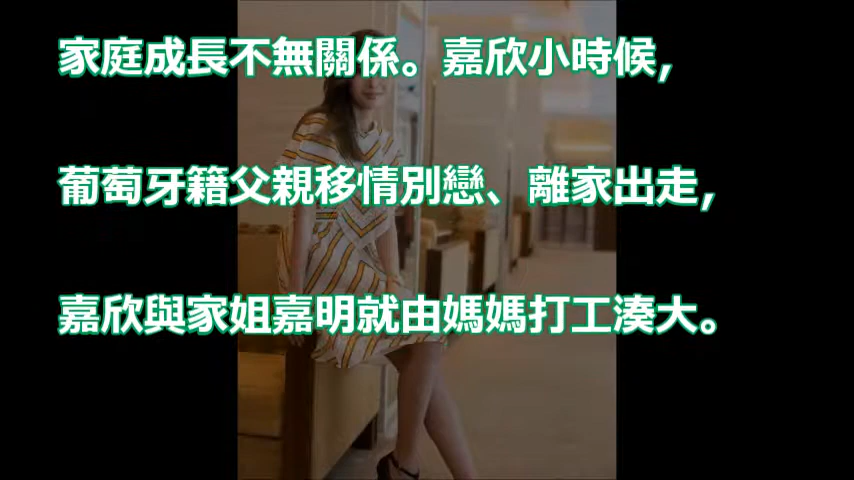 家庭成長不無關係。嘉欣小時候，
葡萄牙籍父親移情別戀、離家出走，
嘉欣與家姐嘉明就由媽媽打工湊大。